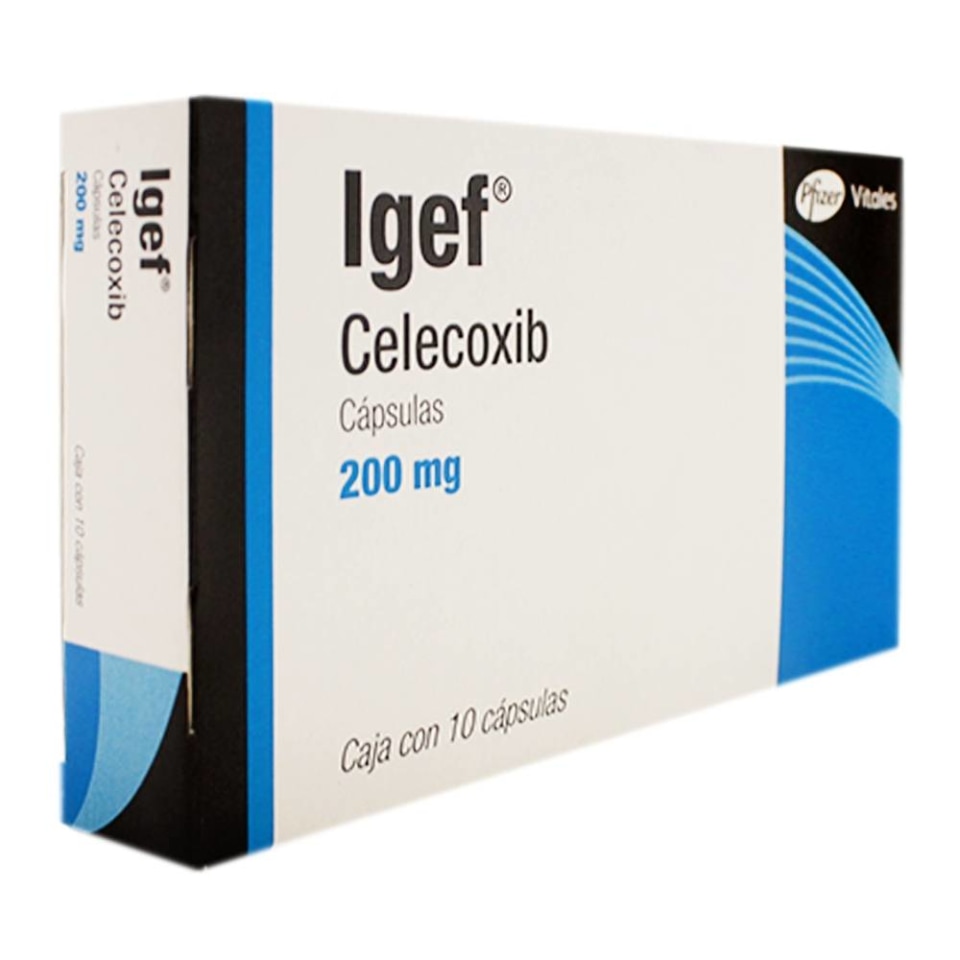 Igef®
Celecoxib
Cápsulas
200 mg
Caja con 10 cápsulas
Igef®
Celecoxib
Cápsulas
200 mg
Caja con 10 cápsulas
Pfizer Vitales